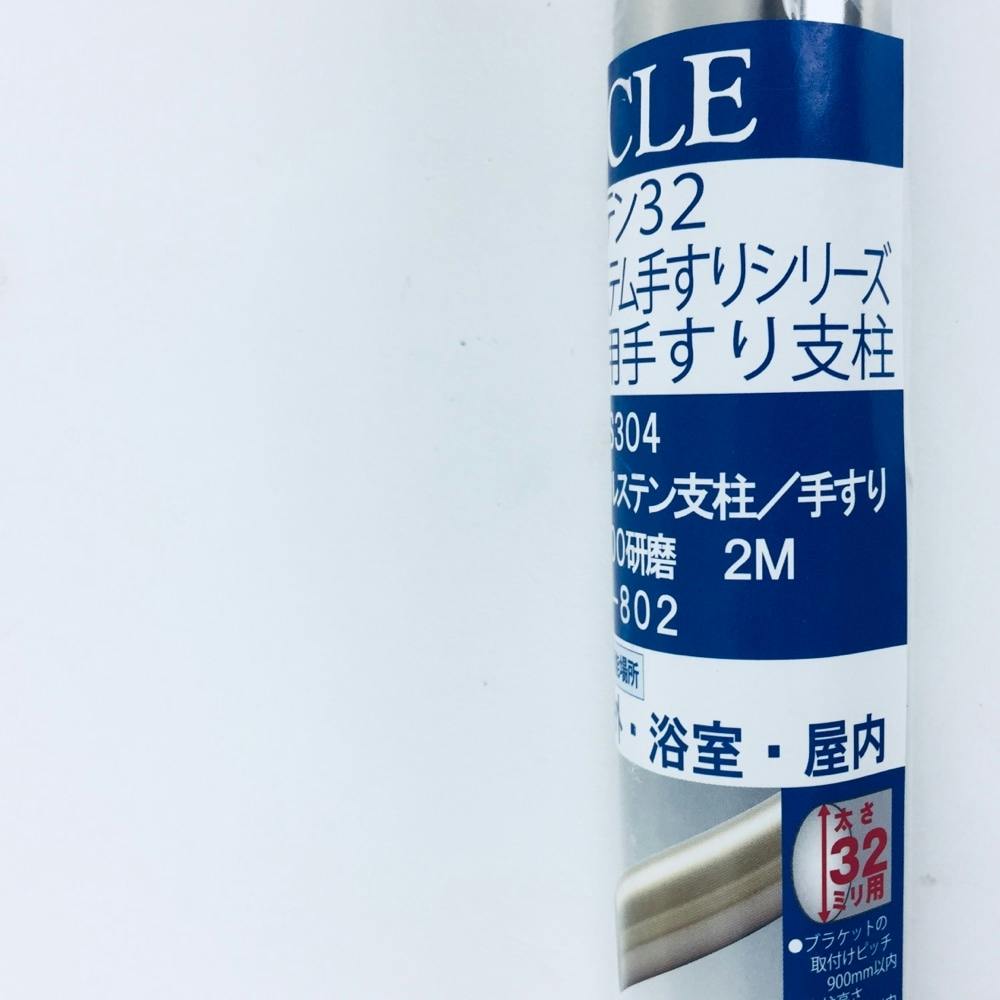 CLE
テン32
テム手すりシリーズ
用手すり支柱
S304
ルステン支柱／手すり
00研磨 2M
-802
場所
外・浴室・屋内
太さ
32
ミリ用
●ブラケットの
取付けピッチ
900mm以内